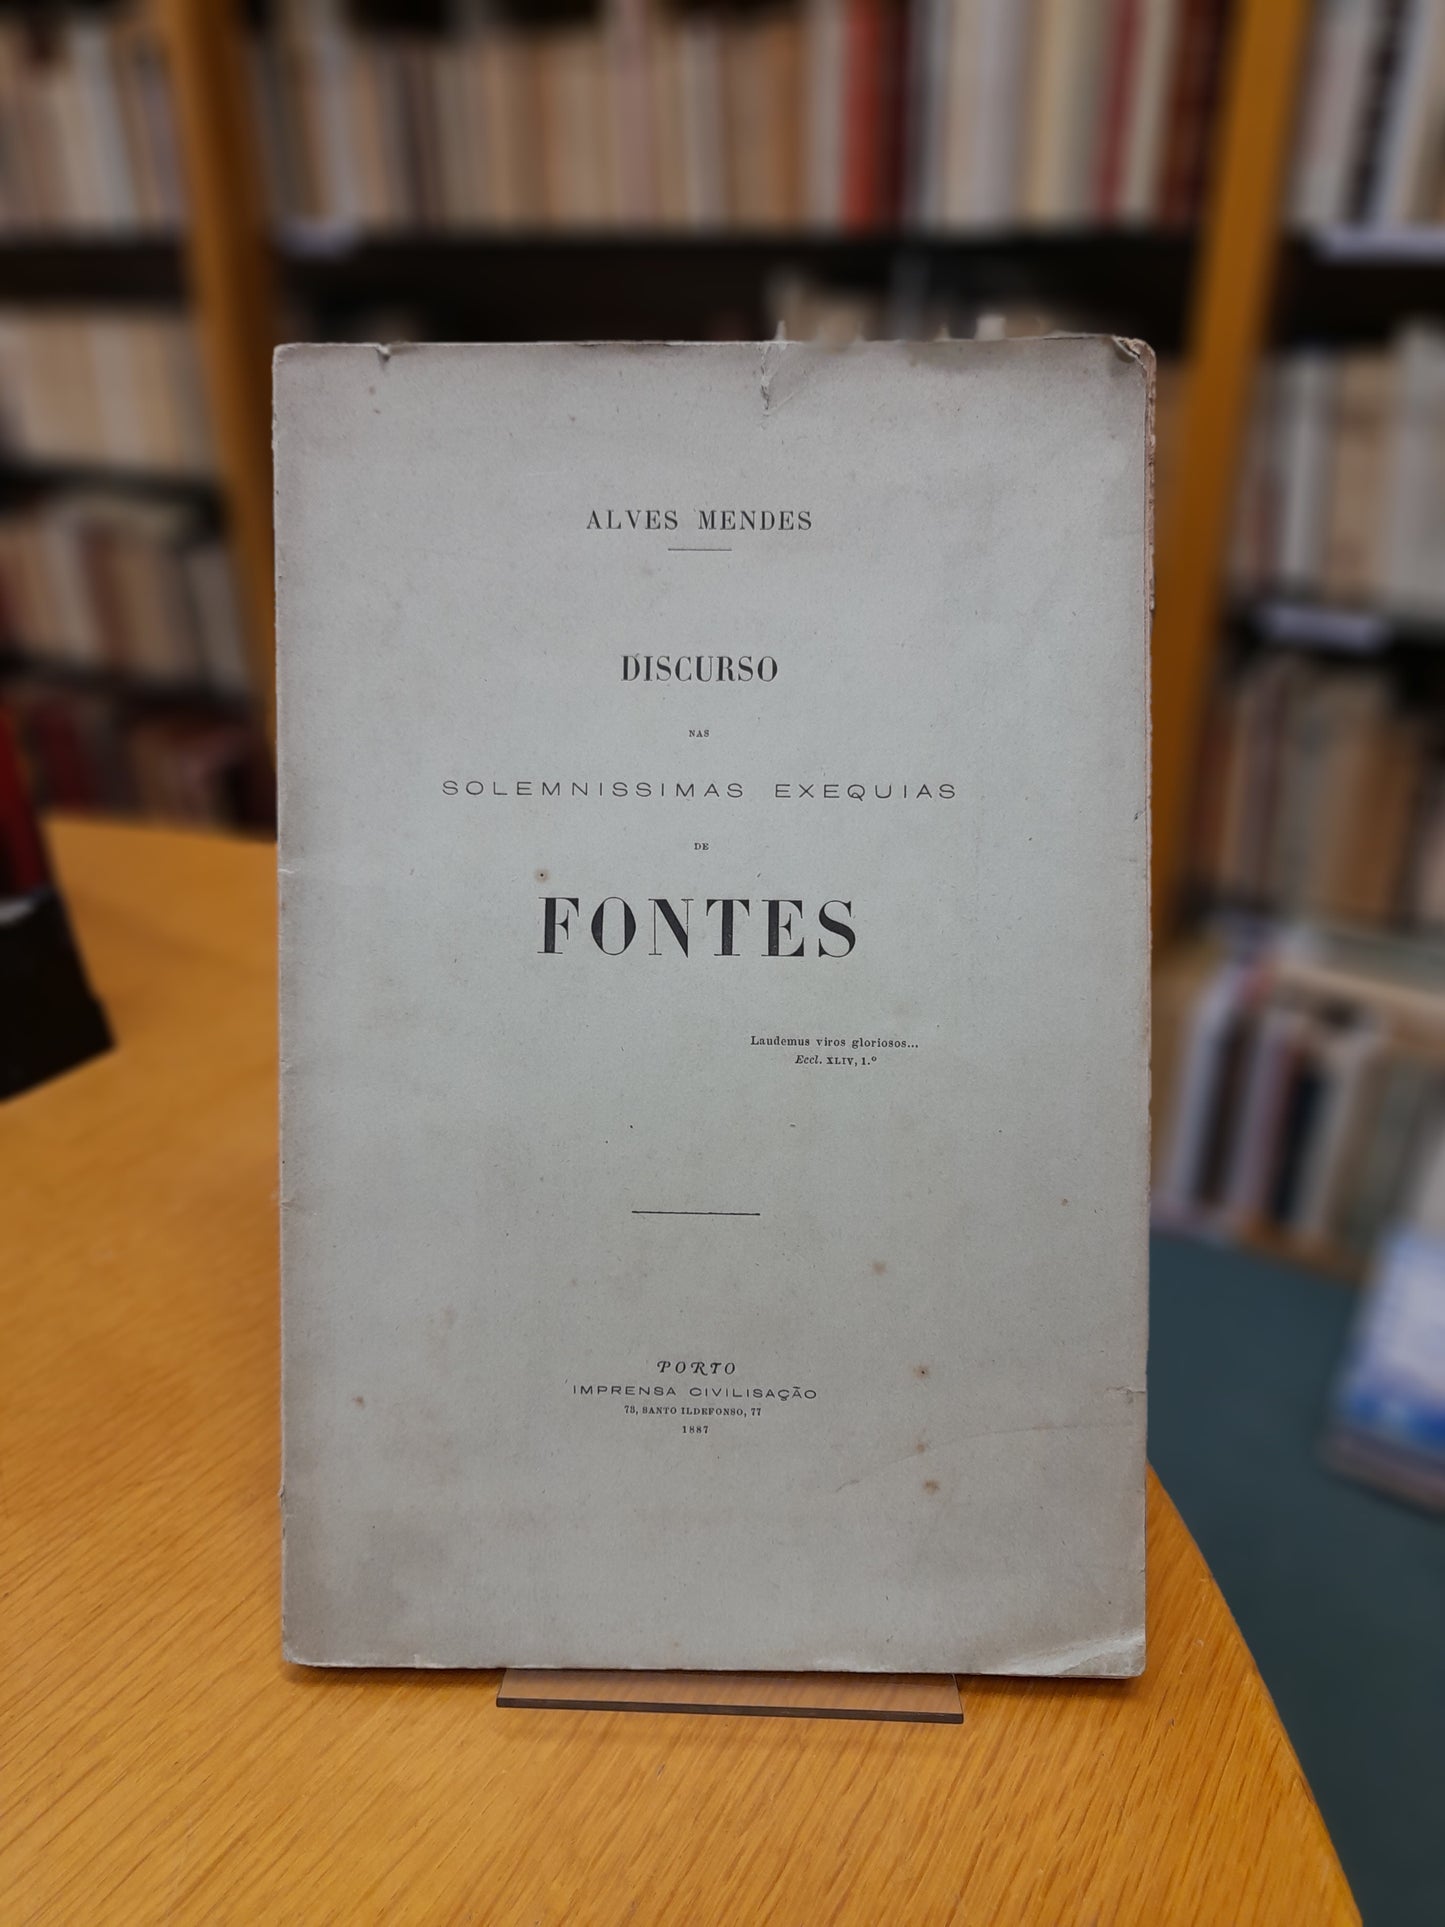 ALVES MENDES
DISCURSO
NAS
SOLEMNISSIMAS EXEQUIAS
DE
FONTES
Laudemus viros gloriosos...
Eccl. XLIV, 1.º
PORTO
IMPRENSA CIVILISAÇÃO
73, SANTO ILDEFONSO, 77
1887